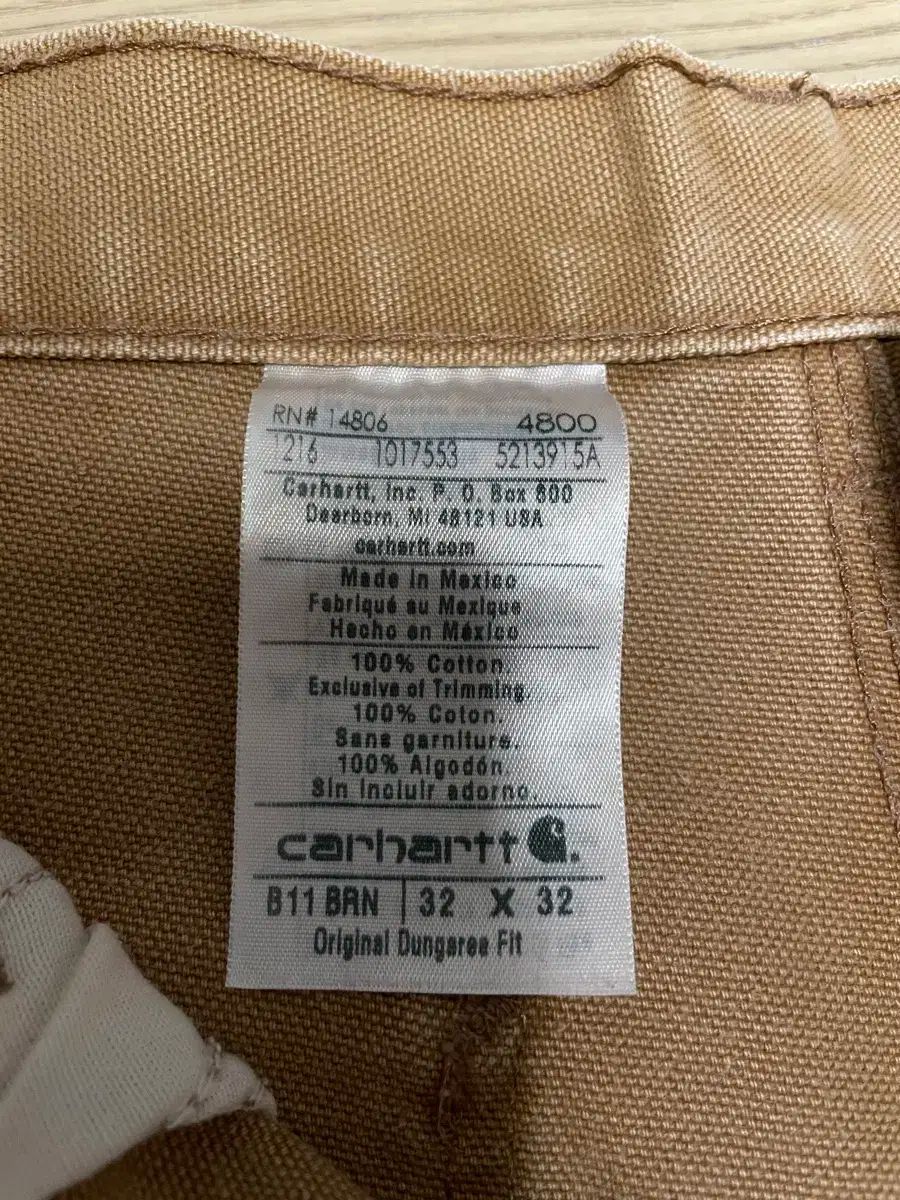 RN# 14806 4800
1216 1017553 5213915A
Carhartt, Inc. P. O. Box 600
Dearborn, MI 48121 USA
carhartt.com
Made in Mexico
Fabriqué au Mexique
Hecho en México
100% Cotton.
Exclusive of Trimming.
100% Coton.
Sans garniture.
100% Algodón.
Sin incluir adorno.
carhartt
B11 BRN 32 X 32
Original Dungaree Fit